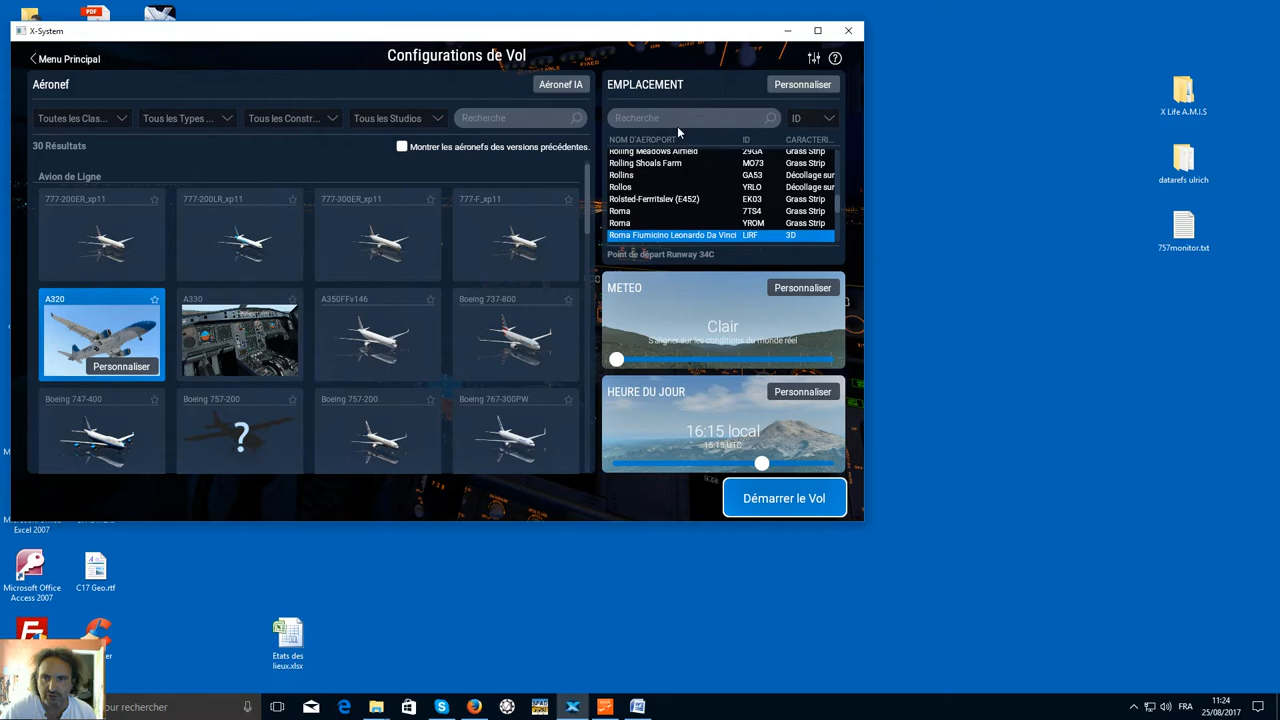 PDF
X-System
Menu Principal
Configurations de Vol
Aéronef
Aéronef IA
Toutes les Clas...
Tous les Types ...
Tous les Constr...
Tous les Studios
Recherche
30 Résultats
Montrer les aéronefs des versions précédentes.
Avion de Ligne
777-200ER_xp11
777-200LR_xp11
777-300ER_xp11
777-F_xp11
A320
Personnaliser
A330
A350FFv146
Boeing 737-800
Boeing 747-400
Boeing 757-200
?
Boeing 757-200
Boeing 767-300PW
EMPLACEMENT
Personnaliser
Recherche
ID
NOM D'AEROPORT ID CARACTERI...
Rolling Meadows Airfield 29GA Grass Strip
Rolling Shoals Farm MO73 Grass Strip
Rollins GA53 Décollage sur
Rollos YRLO Décollage sur
Rolsted-Ferritslev (E452) EK03 Grass Strip
Roma 7TS4 Grass Strip
Roma YROM Grass Strip
Roma Fiumicino Leonardo Da Vinci LIRF 3D
Point de départ Runway 34C
METEO
Personnaliser
Clair
S'aligner sur les conditions du monde réel
HEURE DU JOUR
Personnaliser
16:15 local
15:15 UTC
Démarrer le Vol
X Life A.M.I.S
datarefs ulrich
757monitor.txt
Microsoft Office
Excel 2007
Microsoft Office
Access 2007
C17 Geo.rtf
Etats des
lieux.xlsx
pour rechercher
FR
11:24
25/08/2017